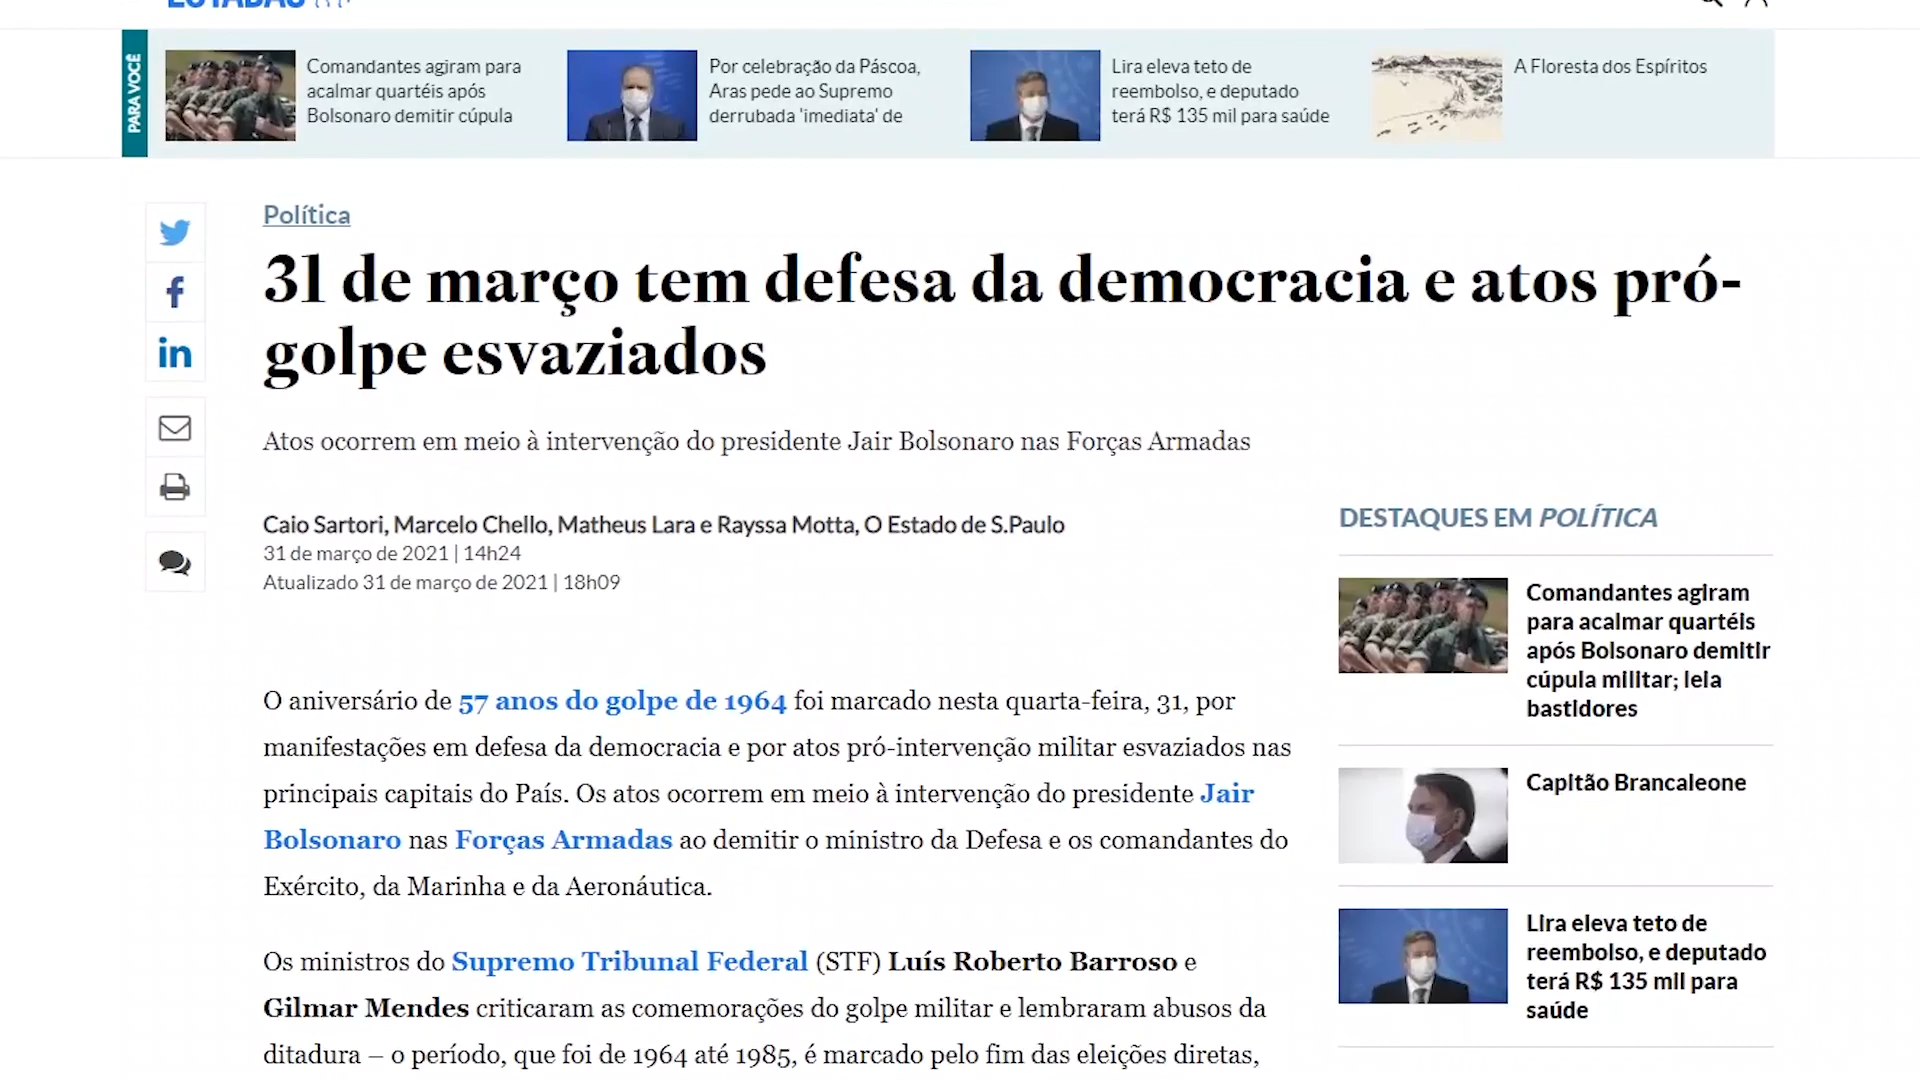 ESTADÃO
PARA VOCÊ
Comandantes agiram para
acalmar quartéis após
Bolsonaro demitir cúpula
Por celebração da Páscoa,
Aras pede ao Supremo
derrubada 'imediata' de
Lira eleva teto de
reembolso, e deputado
terá R$ 135 mil para saúde
A Floresta dos Espíritos
Política
31 de março tem defesa da democracia e atos pró-
golpe esvaziados
Atos ocorrem em meio à intervenção do presidente Jair Bolsonaro nas Forças Armadas
Caio Sartori, Marcelo Chello, Matheus Lara e Rayssa Motta, O Estado de S.Paulo
31 de março de 2021 | 14h24
Atualizado 31 de março de 2021 | 18h09
O aniversário de 57 anos do golpe de 1964 foi marcado nesta quarta-feira, 31, por
manifestações em defesa da democracia e por atos pró-intervenção militar esvaziados nas
principais capitais do País. Os atos ocorrem em meio à intervenção do presidente Jair
Bolsonaro nas Forças Armadas ao demitir o ministro da Defesa e os comandantes do
Exército, da Marinha e da Aeronáutica.
Os ministros do Supremo Tribunal Federal (STF) Luís Roberto Barroso e
Gilmar Mendes criticaram as comemorações do golpe militar e lembraram abusos da
ditadura – o período, que foi de 1964 até 1985, é marcado pelo fim das eleições diretas,
DESTAQUES EM POLÍTICA
Comandantes agiram
para acalmar quartéis
após Bolsonaro demitir
cúpula militar; leia
bastidores
Capitão Brancaleone
Lira eleva teto de
reembolso, e deputado
terá R$ 135 mil para
saúde